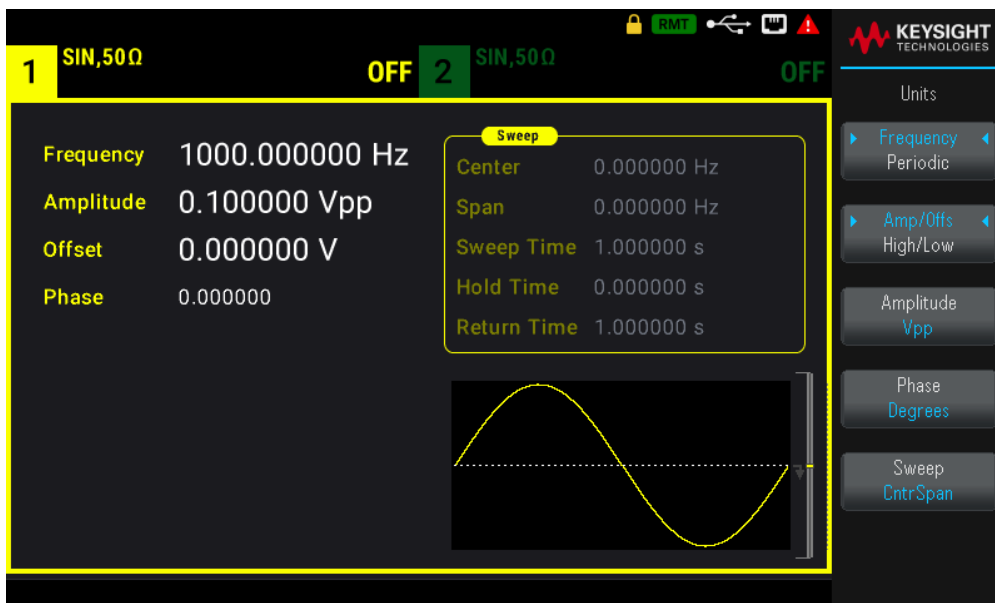 RMT
KEYSIGHT
TECHNOLOGIES
1 SIN,50Ω OFF 2 SIN,50Ω OFF
Units
Frequency 1000.000000 Hz
Amplitude 0.100000 Vpp
Offset 0.000000 V
Phase 0.000000
Sweep
Center 0.000000 Hz
Span 0.000000 Hz
Sweep Time 1.000000 s
Hold Time 0.000000 s
Return Time 1.000000 s
Frequency
Periodic
Amp/Offs
High/Low
Amplitude
Vpp
Phase
Degrees
Sweep
CntrSpan